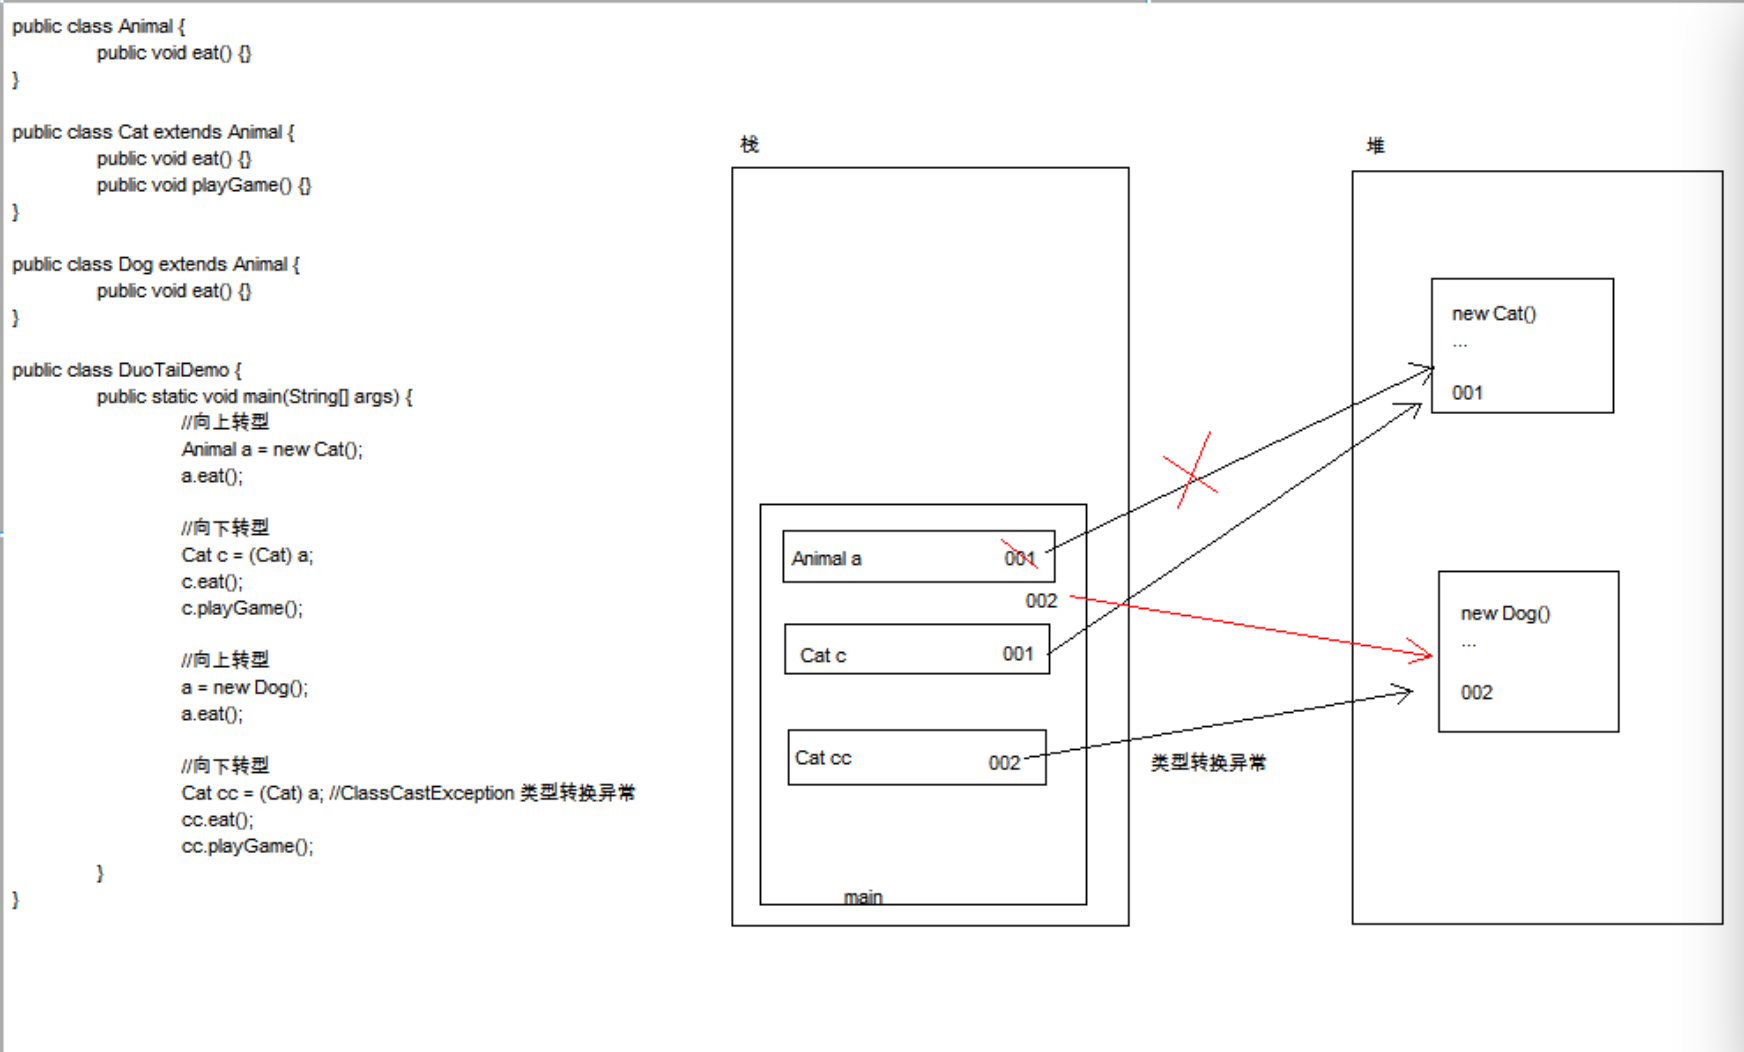 public class Animal {
public void eat() {}
}
public class Cat extends Animal {
public void eat() {}
public void playGame() {}
}
public class Dog extends Animal {
public void eat() {}
}
public class DuoTaiDemo {
public static void main(String[] args) {
//向上转型
Animal a = new Cat();
a.eat();
//向下转型
Cat c = (Cat) a;
c.eat();
c.playGame();
//向上转型
a = new Dog();
a.eat();
//向下转型
Cat cc = (Cat) a; //ClassCastException 类型转换异常
cc.eat();
cc.playGame();
}
}
栈
Animal a 001
002
Cat c 001
Cat cc 002
main
类型转换异常
堆
new Cat()
...
001
new Dog()
...
002